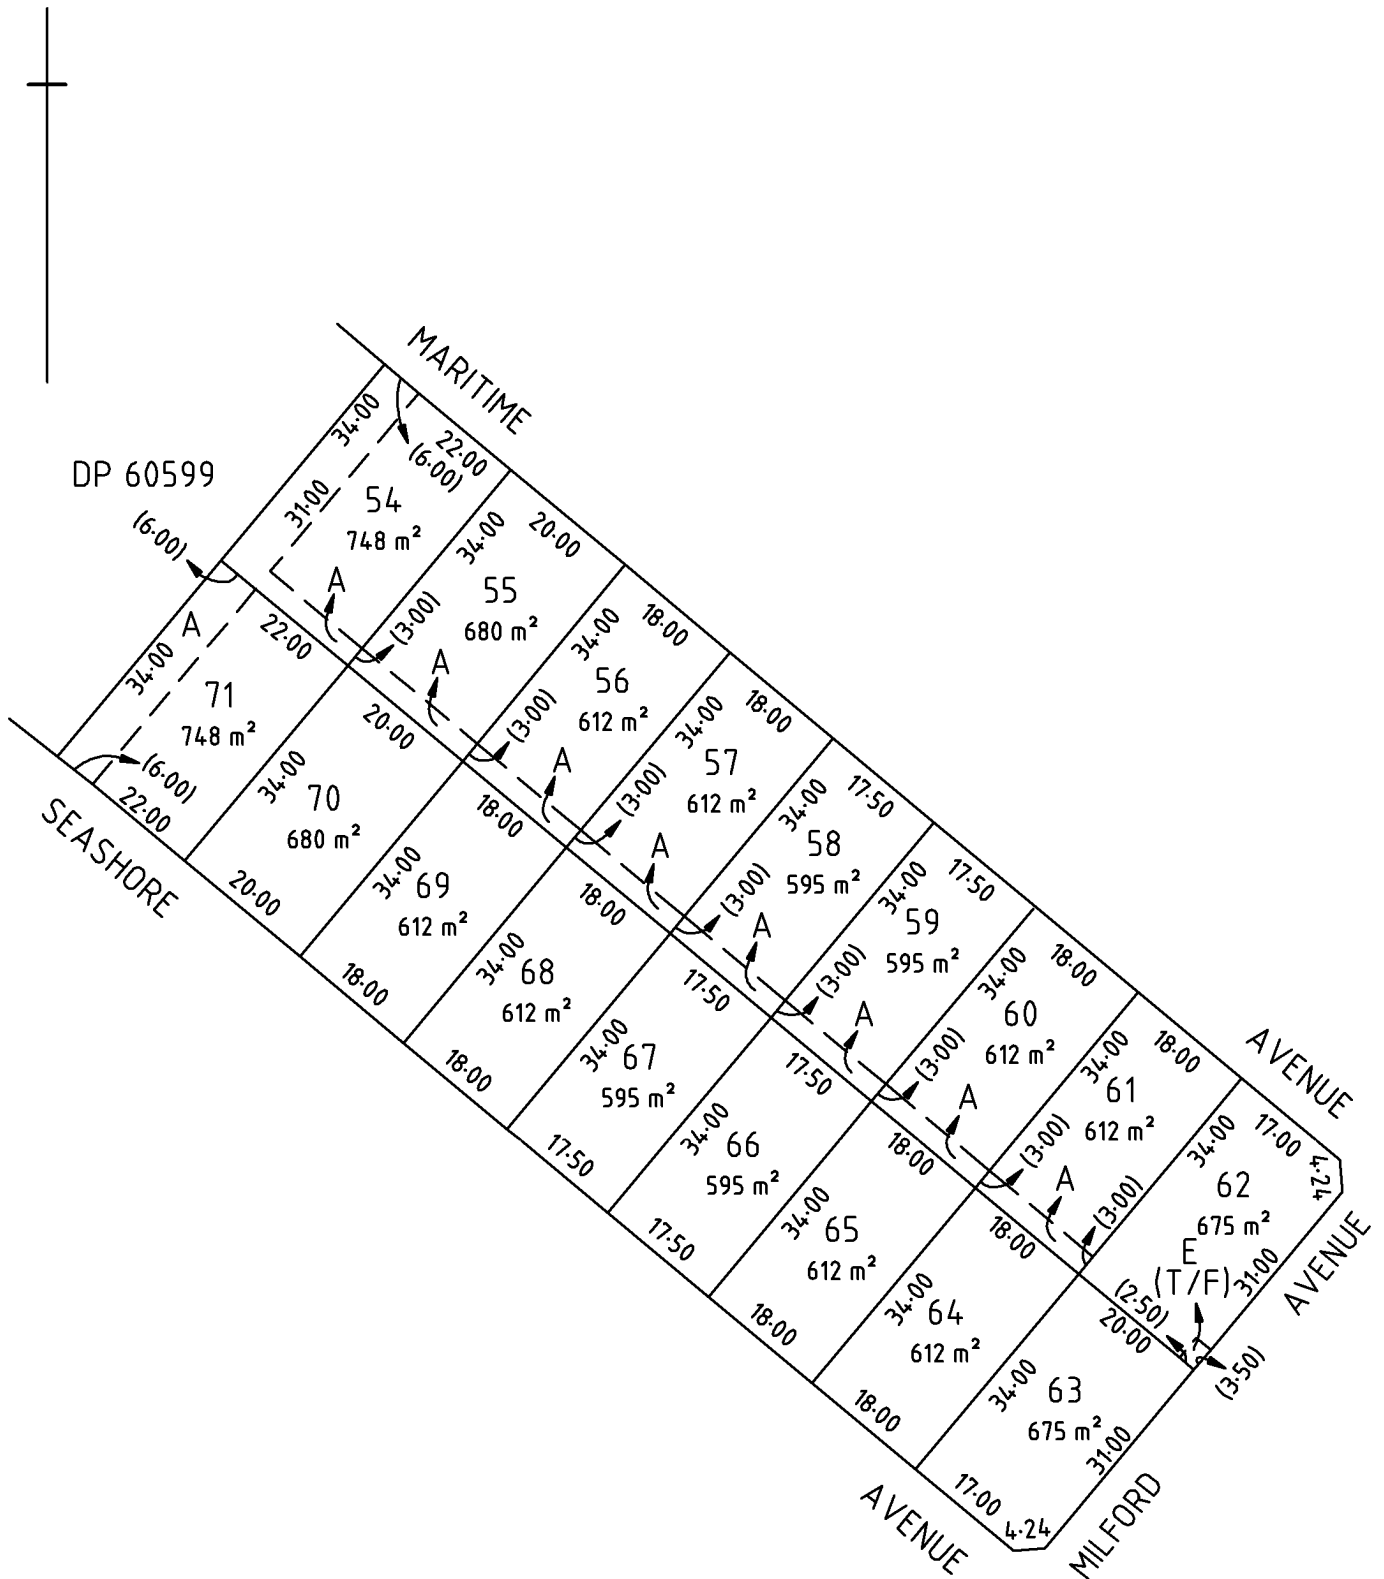 MARITIME
34·00
22·00
(6·00)
DP 60599
31·00
54
748 m²
20·00
34·00
(6·00)
A
55
680 m²
(3·00)
18·00
34·00
A
22·00
A
56
612 m²
(3·00)
18·00
34·00
34·00
71
748 m²
20·00
A
57
612 m²
(3·00)
17·50
34·00
(6·00)
22·00
34·00
70
680 m²
18·00
A
58
595 m²
(3·00)
17·50
34·00
SEASHORE
20·00
34·00
69
612 m²
18·00
A
59
595 m²
(3·00)
18·00
34·00
18·00
34·00
68
612 m²
17·50
A
60
612 m²
(3·00)
18·00
34·00
AVENUE
18·00
34·00
67
595 m²
17·50
A
61
612 m²
(3·00)
17·00
34·00
4·24
17·50
34·00
66
595 m²
18·00
A
(3·00)
62
675 m²
31·00
AVENUE
17·50
34·00
65
612 m²
18·00
E
(T/F)
(2·50)
20·00
(3·50)
18·00
34·00
64
612 m²
34·00
63
675 m²
31·00
18·00
17·00
4·24
AVENUE
MILFORD